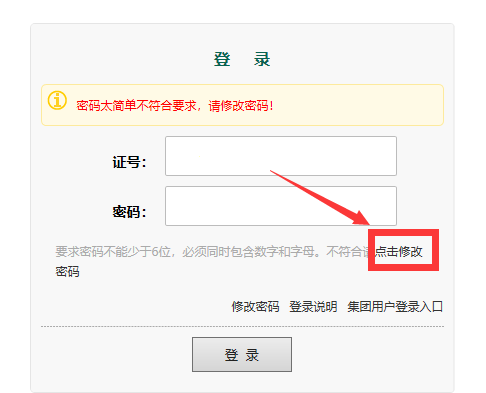 登 录
密码太简单不符合要求，请修改密码！
证号：
密码：
要求密码不能少于6位，必须同时包含数字和字母。不符合请点击修改
密码
修改密码 登录说明 集团用户登录入口
登 录